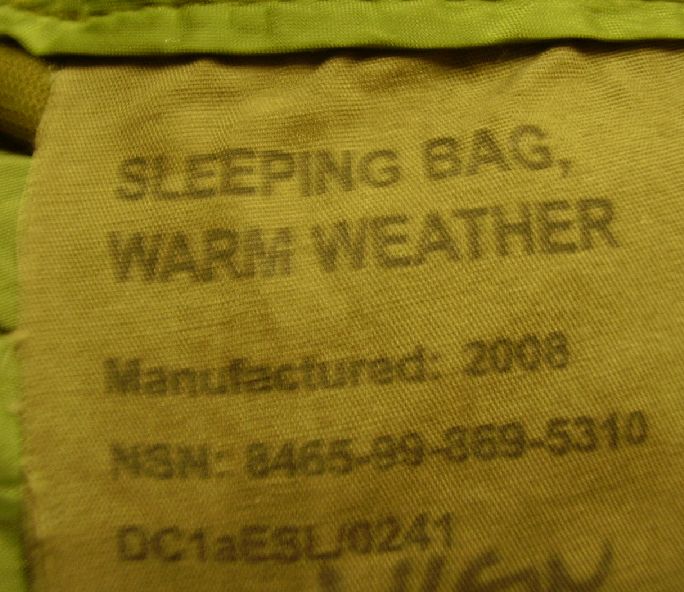 SLEEPING BAG,
WARM WEATHER
Manufactured: 2008
NSN: 8465-99-869-5310
DC1aESL/0241